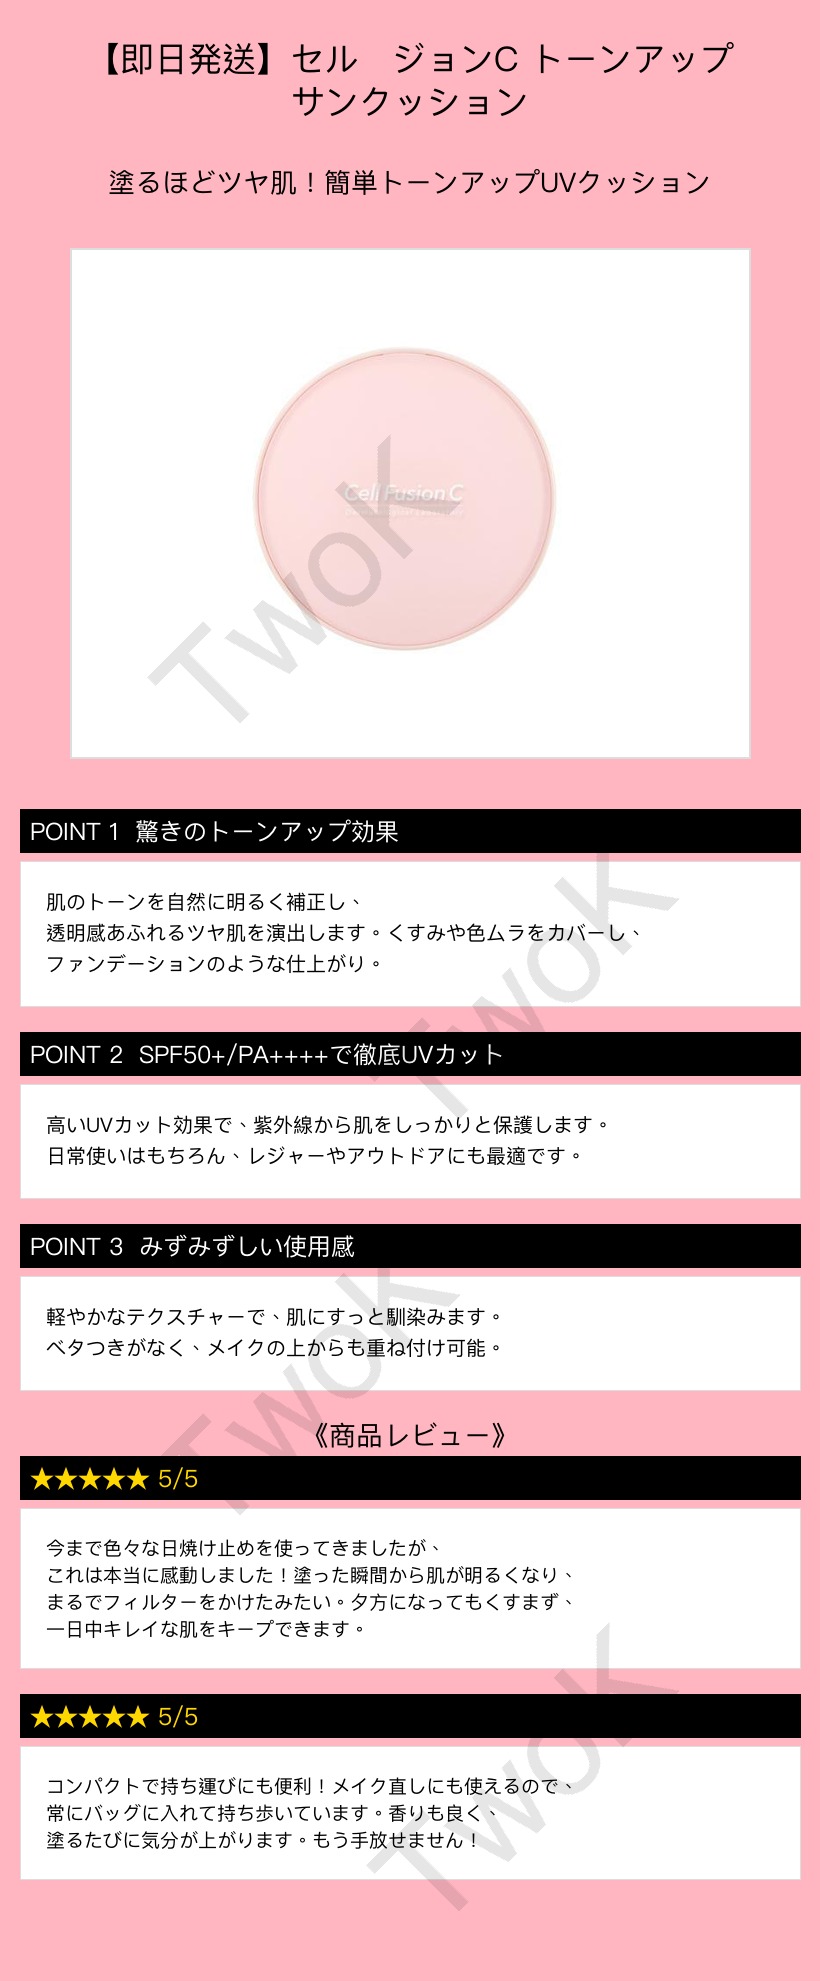 【即日発送】セル　ジョンC トーンアップ
サンクッション
塗るほどツヤ肌！簡単トーンアップUVクッション
Cell Fusion C
TwoK
POINT 1 驚きのトーンアップ効果
肌のトーンを自然に明るく補正し、
透明感あふれるツヤ肌を演出します。くすみや色ムラをカバーし、
ファンデーションのような仕上がり。
TwoK
POINT 2 SPF50+/PA++++で徹底UVカット
高いUVカット効果で、紫外線から肌をしっかりと保護します。
日常使いはもちろん、レジャーやアウトドアにも最適です。
POINT 3 みずみずしい使用感
軽やかなテクスチャーで、肌にすっと馴染みます。
ベタつきがなく、メイクの上からも重ね付け可能。
TwoK
《商品レビュー》
★★★★★ 5/5
今まで色々な日焼け止めを使ってきましたが、
これは本当に感動しました！塗った瞬間から肌が明るくなり、
まるでフィルターをかけたみたい。夕方になってもくすまず、
一日中キレイな肌をキープできます。
★★★★★ 5/5
コンパクトで持ち運びにも便利！メイク直しにも使えるので、
常にバッグに入れて持ち歩いています。香りも良く、
塗るたびに気分が上がります。もう手放せません！
TwoK